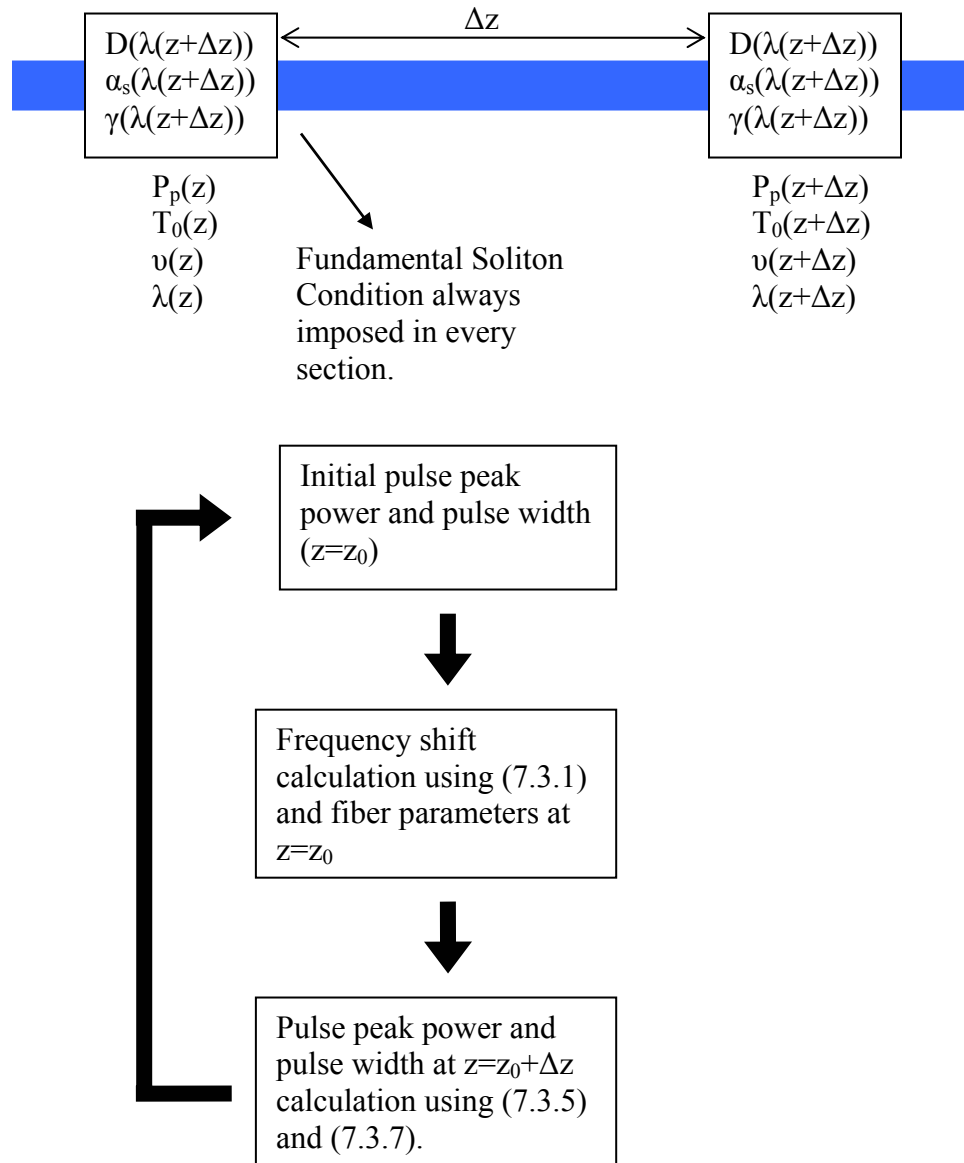 Δz
D(λ(z+Δz))
αs(λ(z+Δz))
γ(λ(z+Δz))
D(λ(z+Δz))
αs(λ(z+Δz))
γ(λ(z+Δz))
Pp(z)
T0(z)
υ(z)
λ(z)
Fundamental Soliton
Condition always
imposed in every
section.
Pp(z+Δz)
T0(z+Δz)
υ(z+Δz)
λ(z+Δz)
Initial pulse peak
power and pulse width
(z=z0)
Frequency shift
calculation using (7.3.1)
and fiber parameters at
z=z0
Pulse peak power and
pulse width at z=z0+Δz
calculation using (7.3.5)
and (7.3.7).